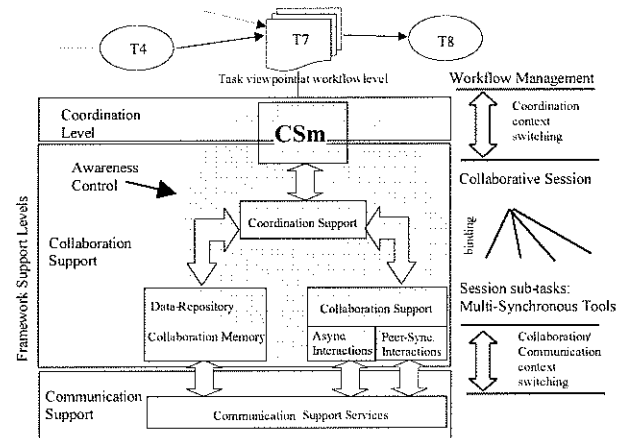 T4
T7
T8
Task viewpoint at workflow level
Workflow Management
Coordination
Level
CSm
Coordination
context
switching
Awareness
Control
Collaborative Session
Coordination Support
Framework Support Levels
Collaboration
Support
binding
Data-Repository
Collaboration Memory
Collaboration Support
Async.
Interactions
Peer-Sync.
Interactions
Session sub-tasks:
Multi-Synchronous Tools
Collaboration/
Communication
context
switching
Communication
Support
Communication Support Services